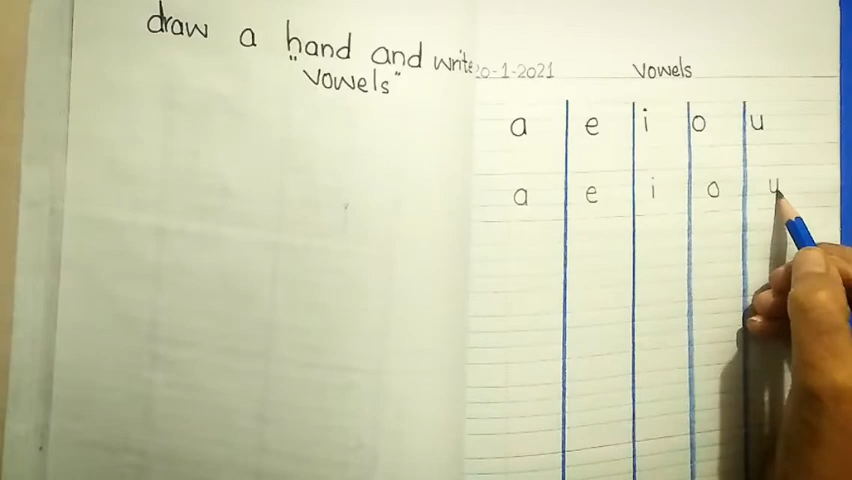 draw a hand and write
"Vowels"
20-1-2021 Vowels
a e i o u
a e i o u